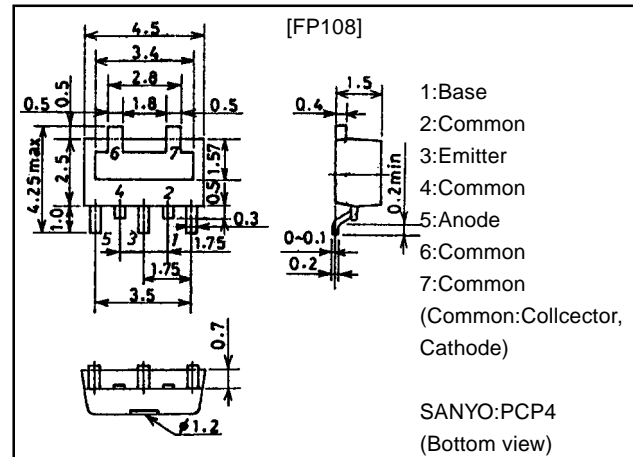 [FP108]
4.5
3.4
2.8
0.5
1.8
0.5
0.5
6
7
1.57
4.25max
2.5
4
2
0.5
1.0
0.3
5
3
1
1.75
1.75
3.5
1.5
0.4
0.2min
0~0.1
0.2
0.7
ø1.2
1:Base
2:Common
3:Emitter
4:Common
5:Anode
6:Common
7:Common
(Common:Collcector,
Cathode)
SANYO:PCP4
(Bottom view)